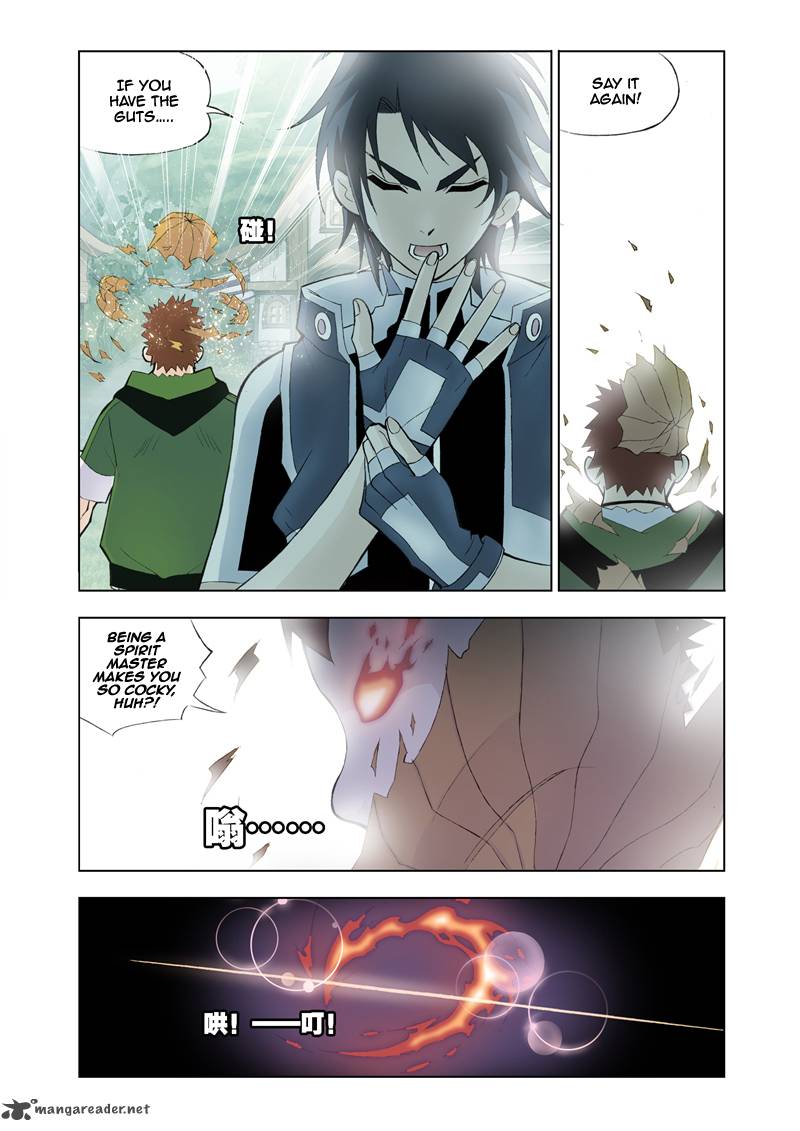 IF YOU
HAVE THE
GUTS.....
碰!
SAY IT
AGAIN!
BEING A
SPIRIT
MASTER
MAKES YOU
SO COCKY,
HUH?!
嗡○○○○○○
哄! ——叮!
mangareader.net